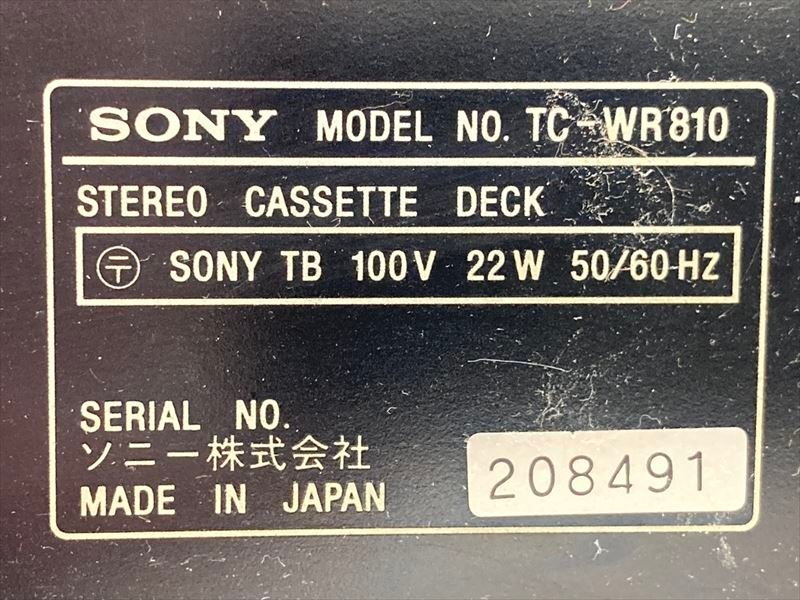 SONY MODEL NO. TC-WR810
STEREO CASSETTE DECK
〒 SONY TB 100V 22W 50/60Hz
SERIAL NO.
ソニー株式会社
208491
MADE IN JAPAN